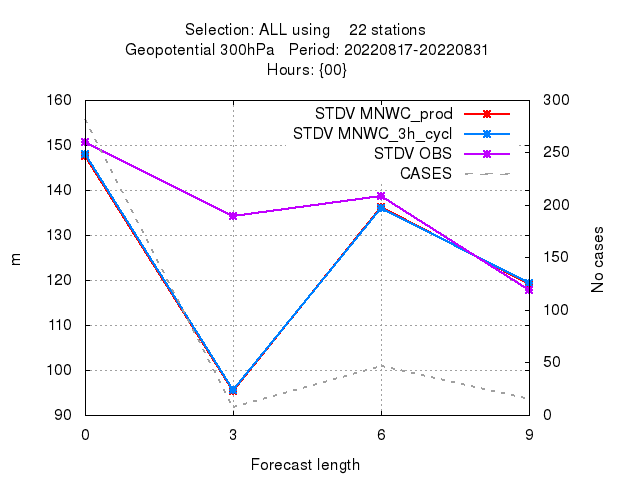 Selection: ALL using    22 stations
Geopotential 300hPa   Period: 20220817-20220831
Hours: {00}
160
150
140
130
120
110
100
90
m
300
250
200
150
100
50
0
No cases
STDV MNWC_prod
STDV MNWC_3h_cycl
STDV OBS
CASES
0 3 6 9
Forecast length